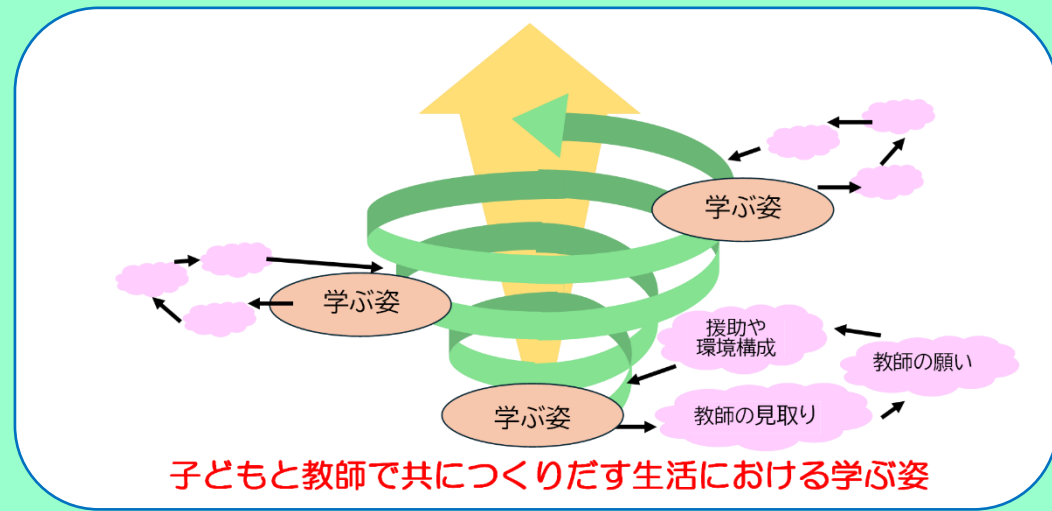 学ぶ姿
学ぶ姿
援助や
環境構成
教師の願い
学ぶ姿
教師の見取り
子どもと教師で共につくりだす生活における学ぶ姿